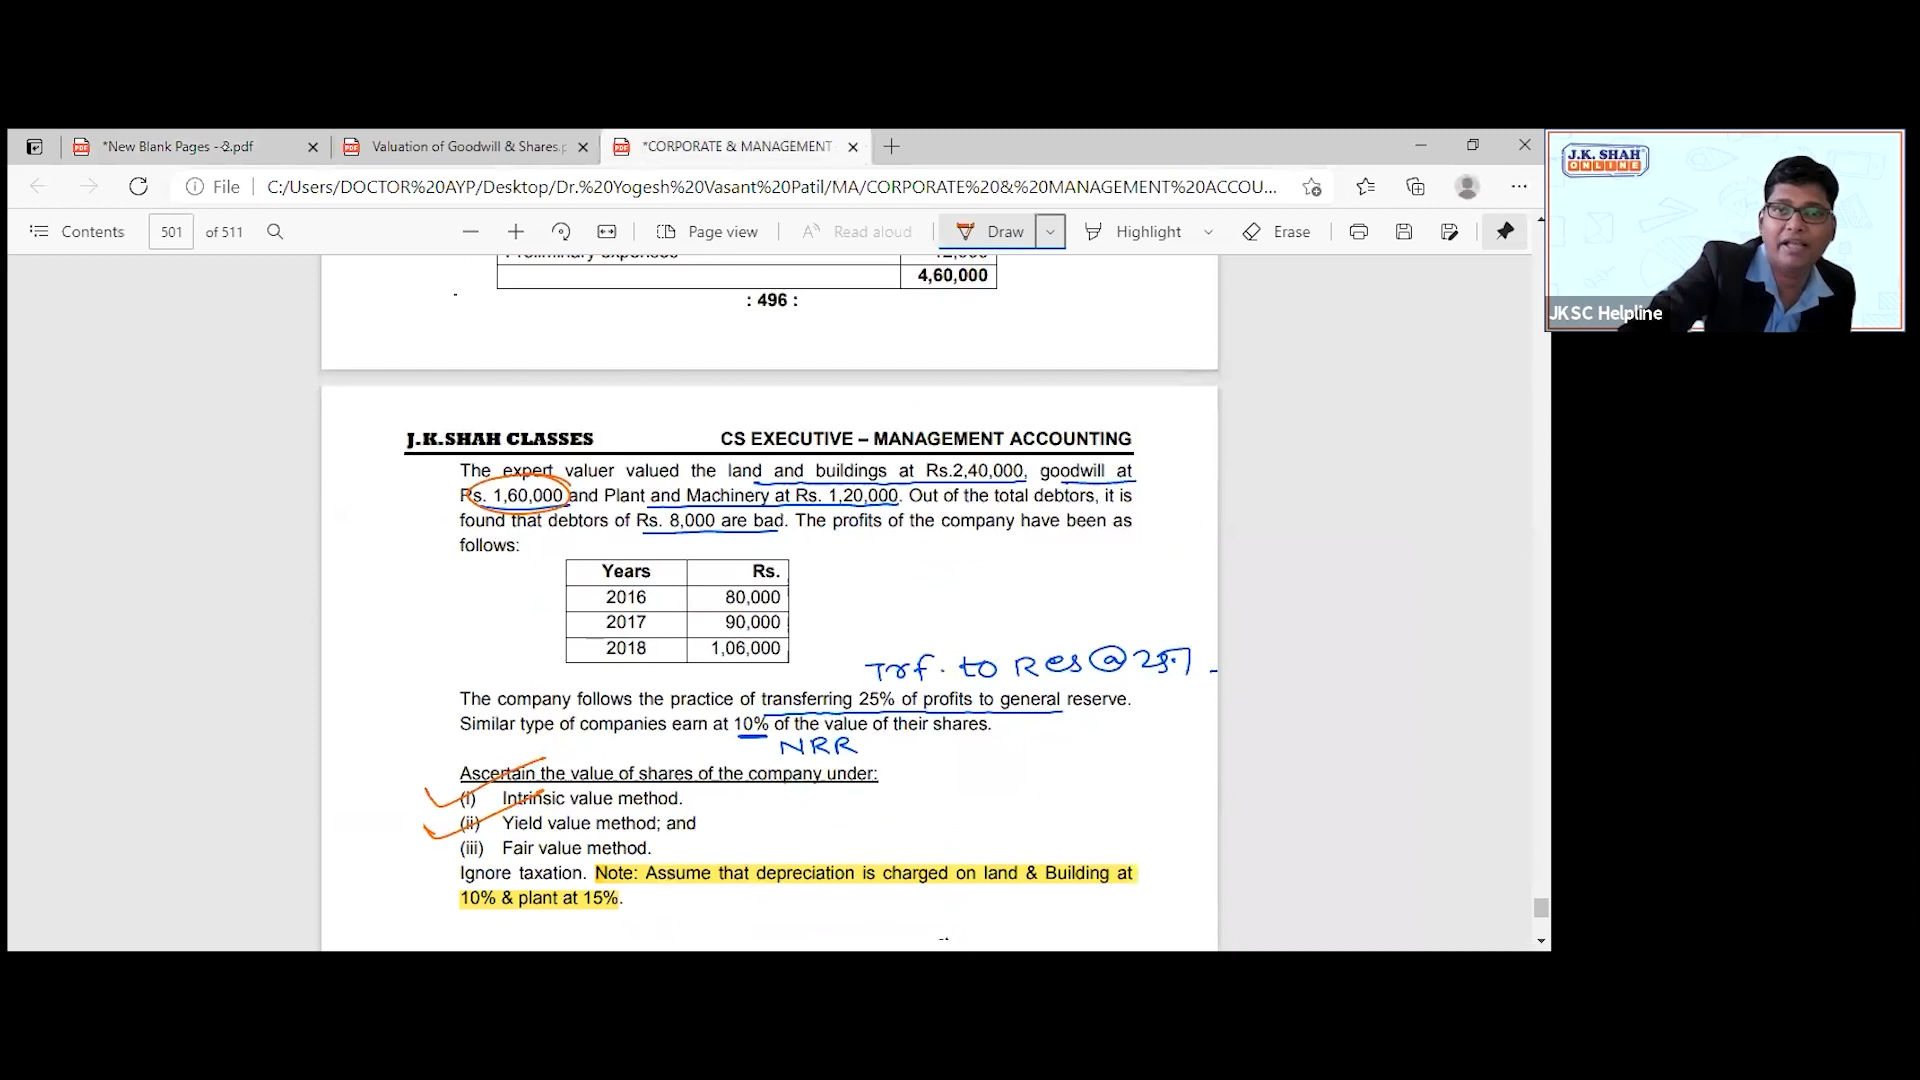 *New Blank Pages -2.pdf
Valuation of Goodwill & Shares.p
*CORPORATE & MANAGEMENT
File
C:/Users/DOCTOR%20AYP/Desktop/Dr.%20Yogesh%20Vasant%20Patil/MA/CORPORATE%20&%20MANAGEMENT%20ACCOU...
Contents
501
of 511
Page view
Read aloud
Draw
Highlight
Erase
J.K. SHAH
ONLINE
JKSC Helpline
Preliminary expenses 12,000
4,60,000
: 496 :
J.K.SHAH CLASSES CS EXECUTIVE – MANAGEMENT ACCOUNTING
The expert valuer valued the land and buildings at Rs.2,40,000, goodwill at
Rs. 1,60,000 and Plant and Machinery at Rs. 1,20,000. Out of the total debtors, it is
found that debtors of Rs. 8,000 are bad. The profits of the company have been as
follows:
Years Rs.
2016 80,000
2017 90,000
2018 1,06,000
Trf. to Res @ 25%
The company follows the practice of transferring 25% of profits to general reserve.
Similar type of companies earn at 10% of the value of their shares.
NRR
Ascertain the value of shares of the company under:
(i) Intrinsic value method.
(ii) Yield value method; and
(iii) Fair value method.
Ignore taxation. Note: Assume that depreciation is charged on land & Building at
10% & plant at 15%.